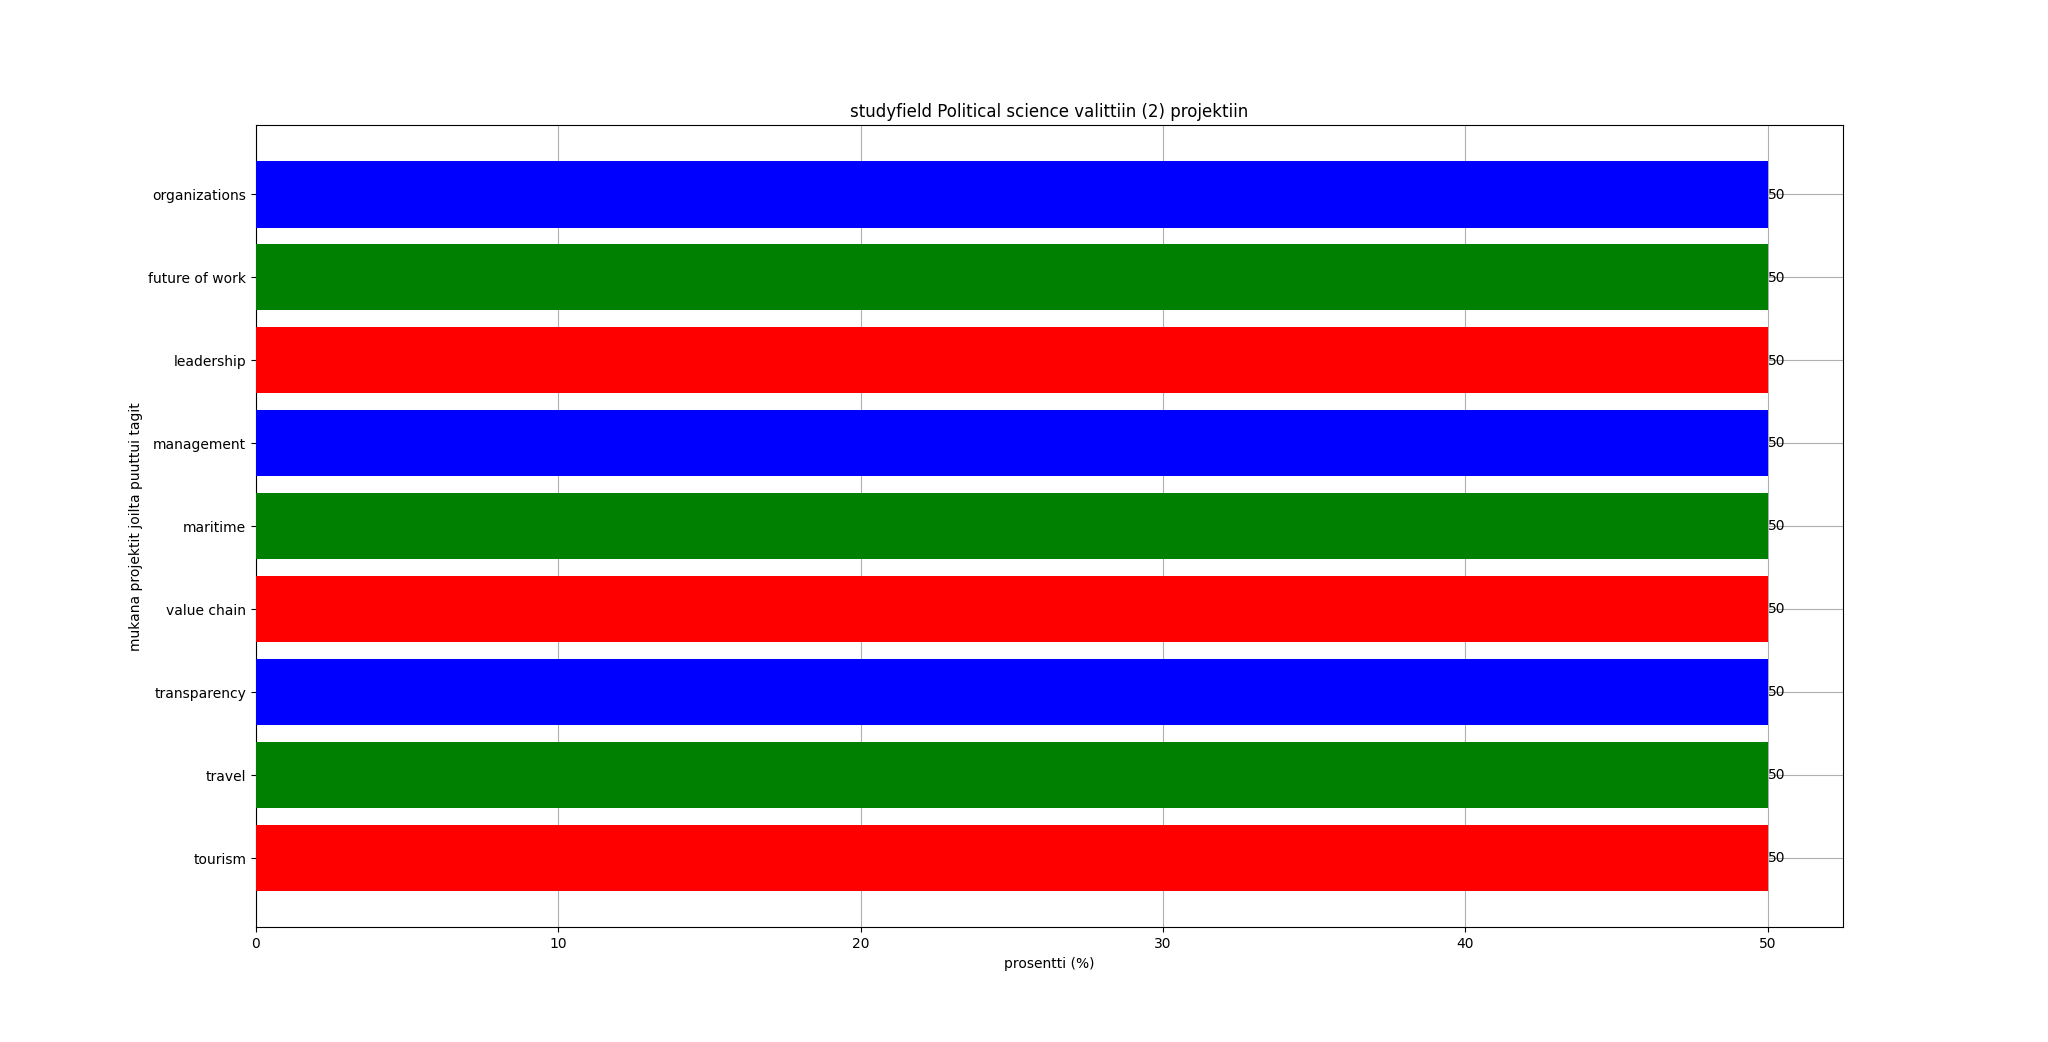 studyfield Political science valittiin (2) projektiin
mukana projektit joilta puuttui tagit
organizations 50
future of work 50
leadership 50
management 50
maritime 50
value chain 50
transparency 50
travel 50
tourism 50
0 10 20 30 40 50
prosentti (%)